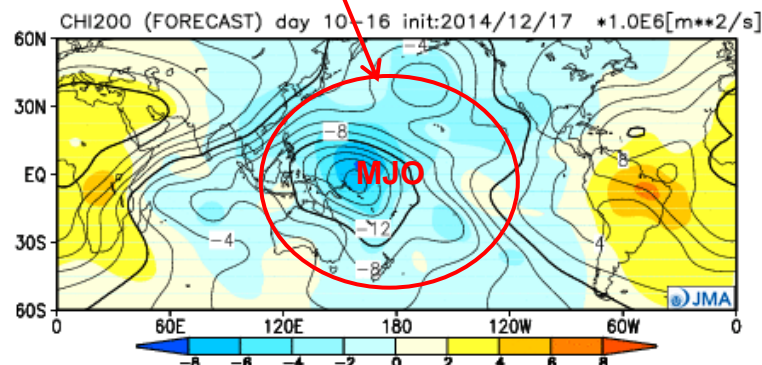 CHI200 (FORECAST) day 10-16 init:2014/12/17 *1.0E6[m**2/s]
60N
-4
30N
-8
8
EQ
MJO
-12
30S
-4
4
-8
60S
JMA
0 60E 120E 180 120W 60W 0
-8 -6 -4 -2 0 2 4 6 8